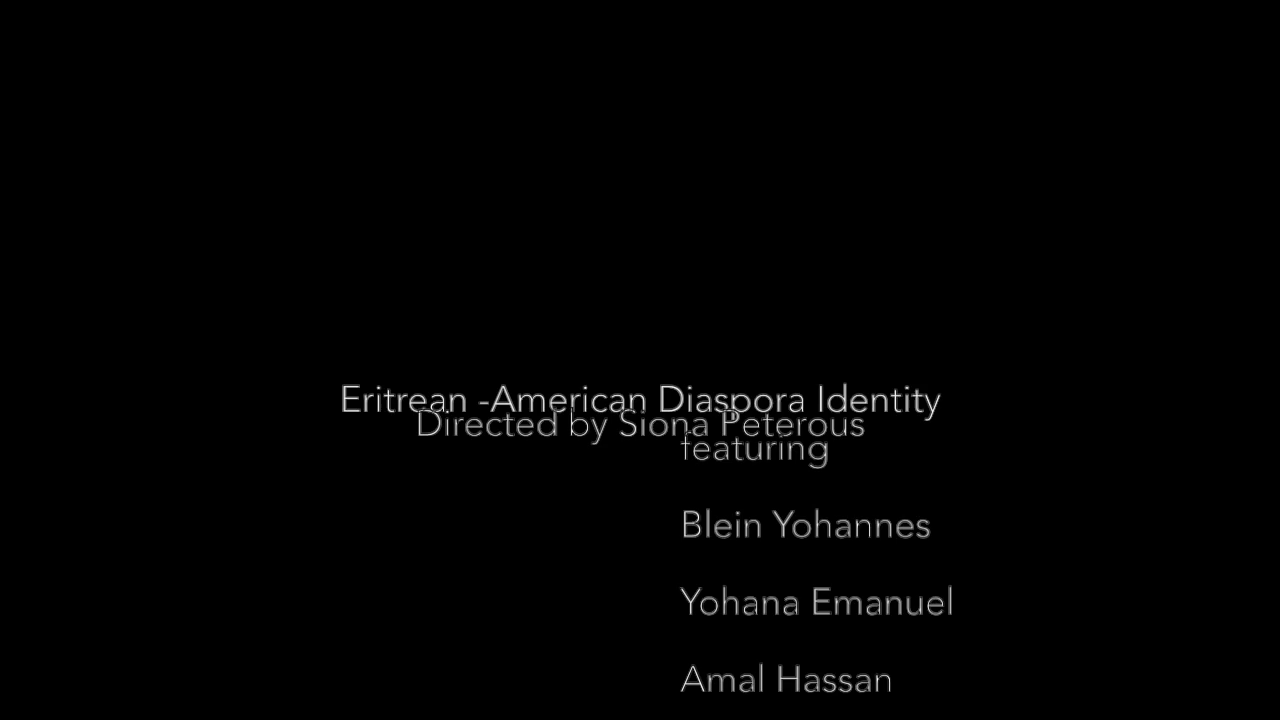 Eritrean -American Diaspora Identity
Directed by Siona Peterous
featuring
Blein Yohannes
Yohana Emanuel
Amal Hassan